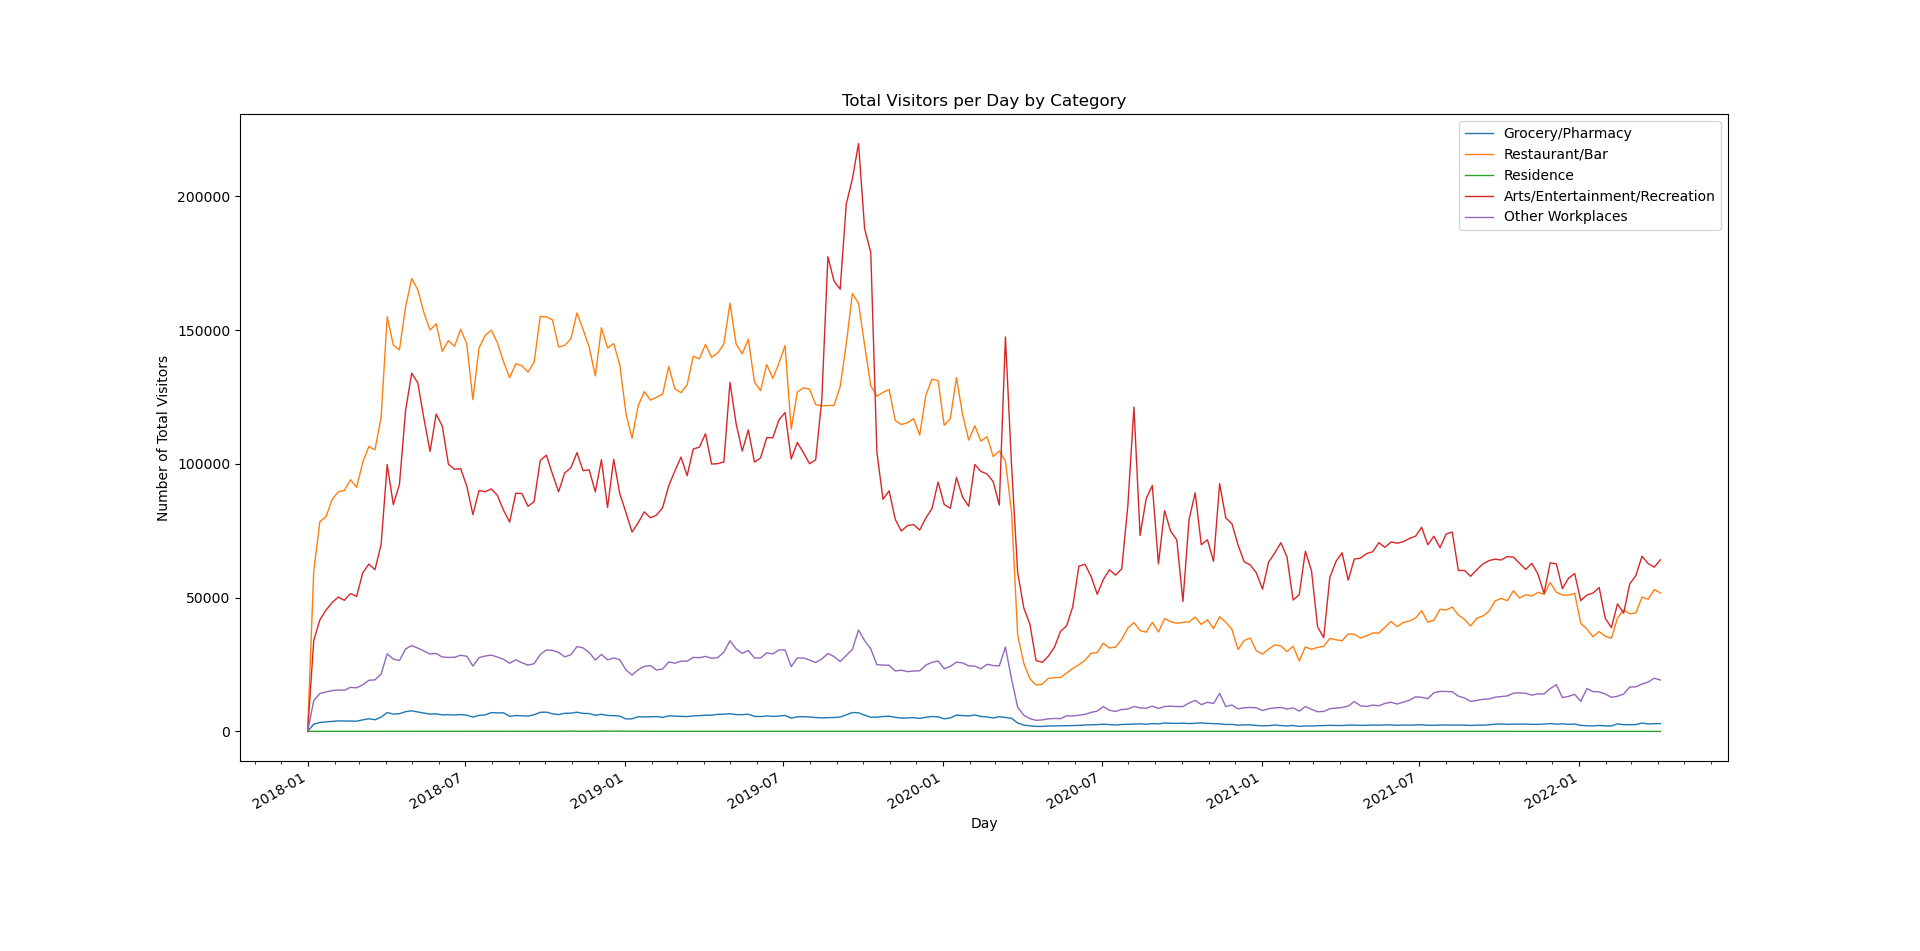 Total Visitors per Day by Category
Grocery/Pharmacy
Restaurant/Bar
Residence
Arts/Entertainment/Recreation
Other Workplaces
Number of Total Visitors
200000
150000
100000
50000
0
2018-01
2018-07
2019-01
2019-07
2020-01
2020-07
2021-01
2021-07
2022-01
Day